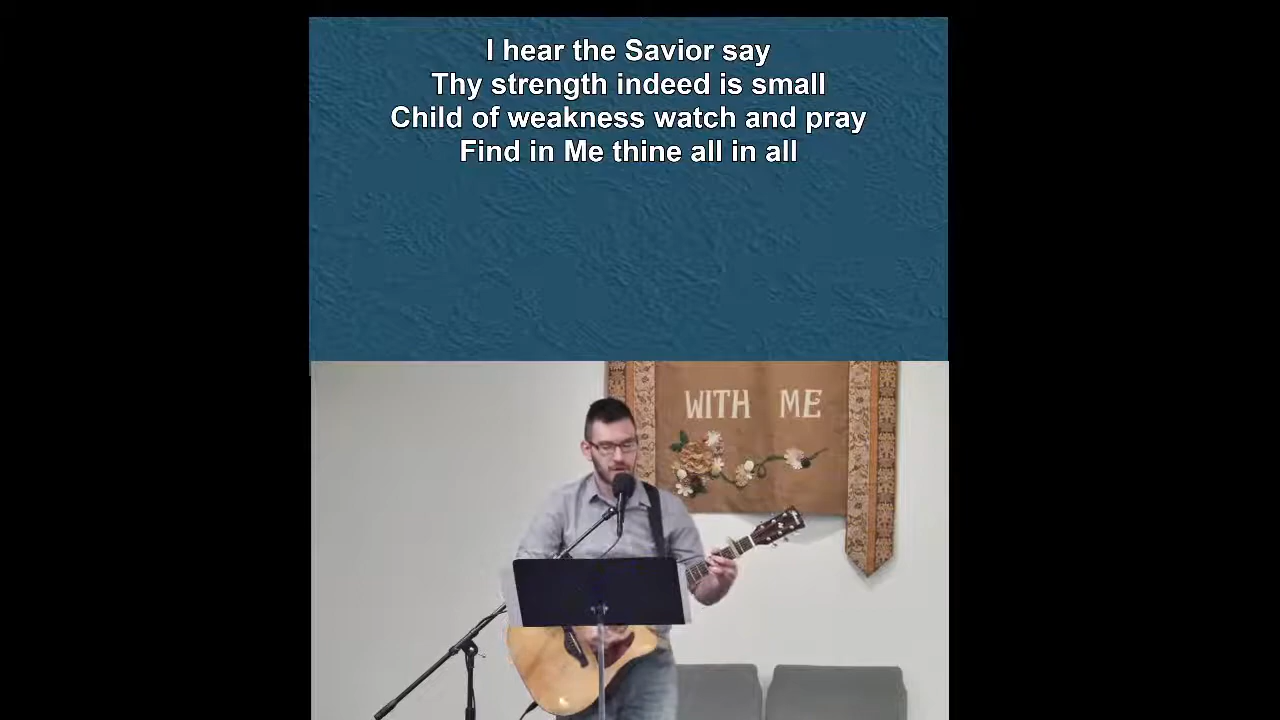 I hear the Savior say
Thy strength indeed is small
Child of weakness watch and pray
Find in Me thine all in all
WITH ME